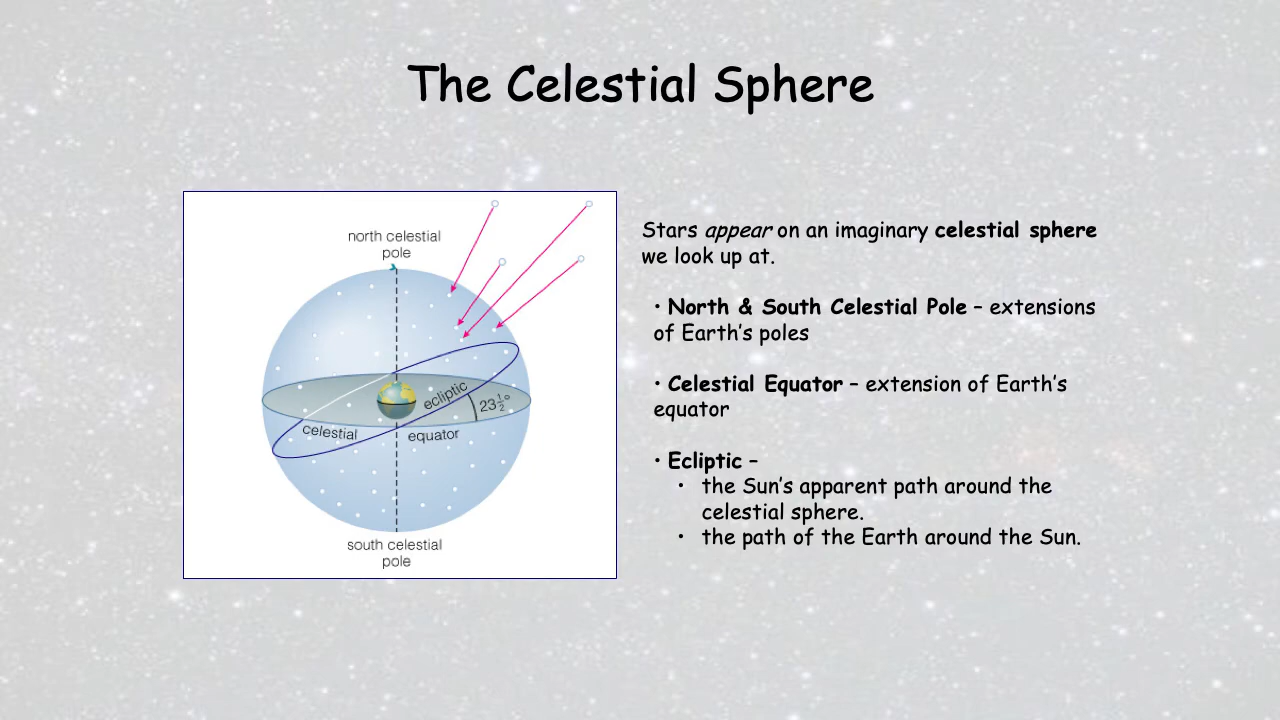 The Celestial Sphere
north celestial
pole
ecliptic
23½°
celestial equator
south celestial
pole
Stars appear on an imaginary celestial sphere
we look up at.
• North & South Celestial Pole – extensions
of Earth's poles
• Celestial Equator – extension of Earth's
equator
• Ecliptic –
• the Sun's apparent path around the
celestial sphere.
• the path of the Earth around the Sun.